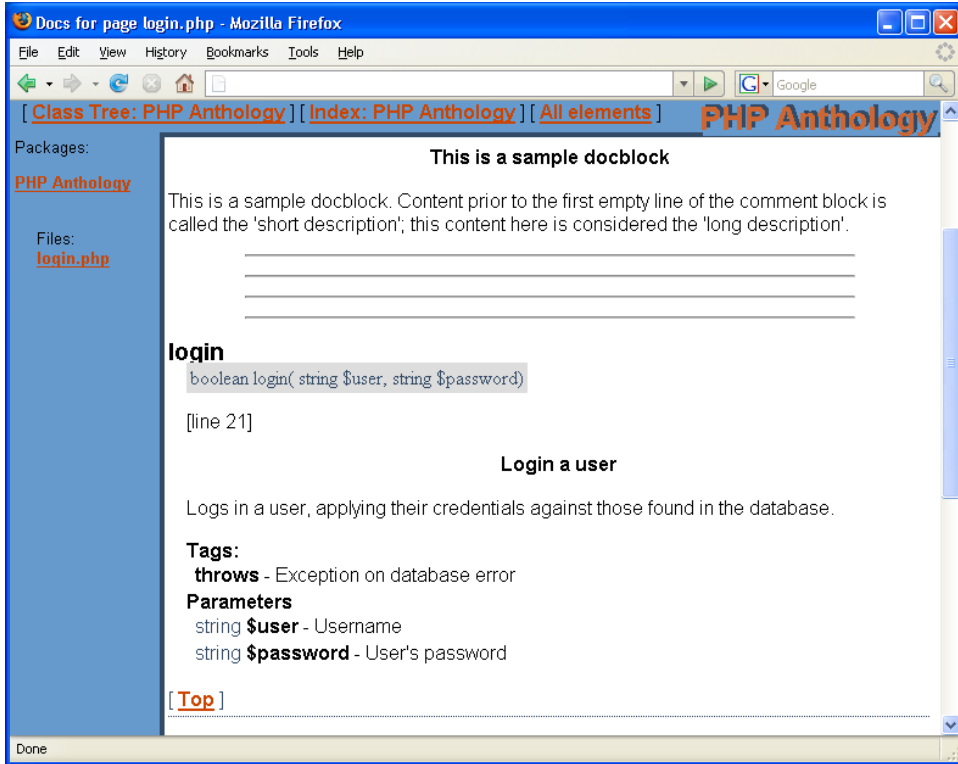 Docs for page login.php - Mozilla Firefox
File Edit View History Bookmarks Tools Help
G Google
[ Class Tree: PHP Anthology ] [ Index: PHP Anthology ] [ All elements ] PHP Anthology
Packages:
PHP Anthology
Files:
login.php
This is a sample docblock
This is a sample docblock. Content prior to the first empty line of the comment block is
called the 'short description'; this content here is considered the 'long description'.
login
boolean login( string $user, string $password)
[line 21]
Login a user
Logs in a user, applying their credentials against those found in the database.
Tags:
throws - Exception on database error
Parameters
string $user - Username
string $password - User's password
[ Top ]
Done